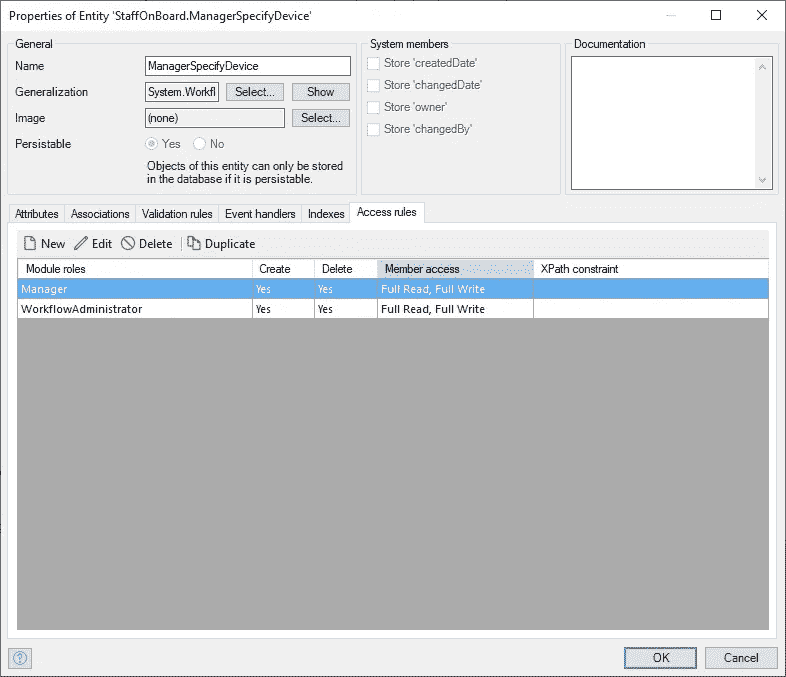 Properties of Entity 'StaffOnBoard.ManagerSpecifyDevice'
General
Name ManagerSpecifyDevice
Generalization System.Workfl Select... Show
Image (none) Select...
Persistable Yes No
Objects of this entity can only be stored
in the database if it is persistable.
System members
Store 'createdDate'
Store 'changedDate'
Store 'owner'
Store 'changedBy'
Documentation
Attributes Associations Validation rules Event handlers Indexes Access rules
New Edit Delete Duplicate
Module roles Create Delete Member access XPath constraint
Manager Yes Yes Full Read, Full Write
WorkflowAdministrator Yes Yes Full Read, Full Write
? OK Cancel